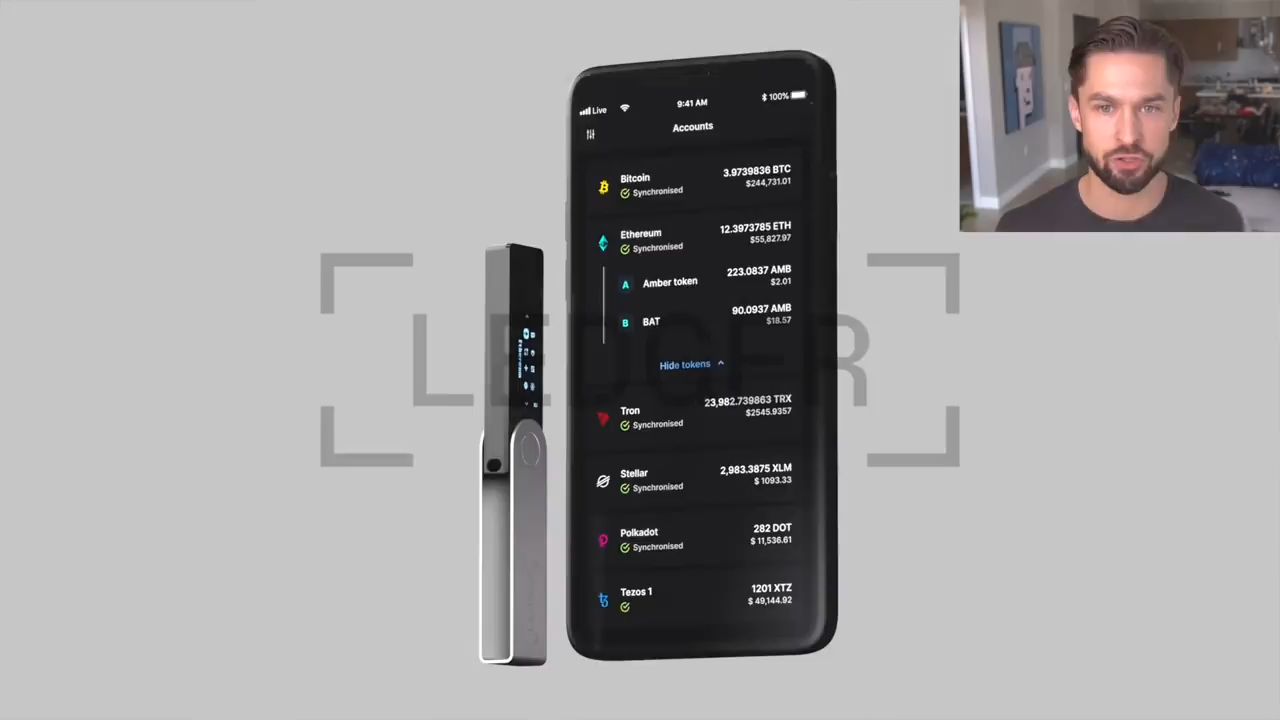 Live
9:41 AM
100%
Accounts
Bitcoin
3.9739836 BTC
Synchronised
$244,731.01
Ethereum
12.3973785 ETH
Synchronised
$55,827.97
A
Amber token
223.0837 AMB
$2.01
B
BAT
90.0937 AMB
$18.57
Hide tokens
LEDGER
Tron
23,982.739863 TRX
Synchronised
$2545.9357
Stellar
2,983.3875 XLM
Synchronised
$ 1093.33
Polkadot
282 DOT
Synchronised
$ 11,536.61
Tezos 1
1201 XTZ
$ 49,144.92
Ethereum